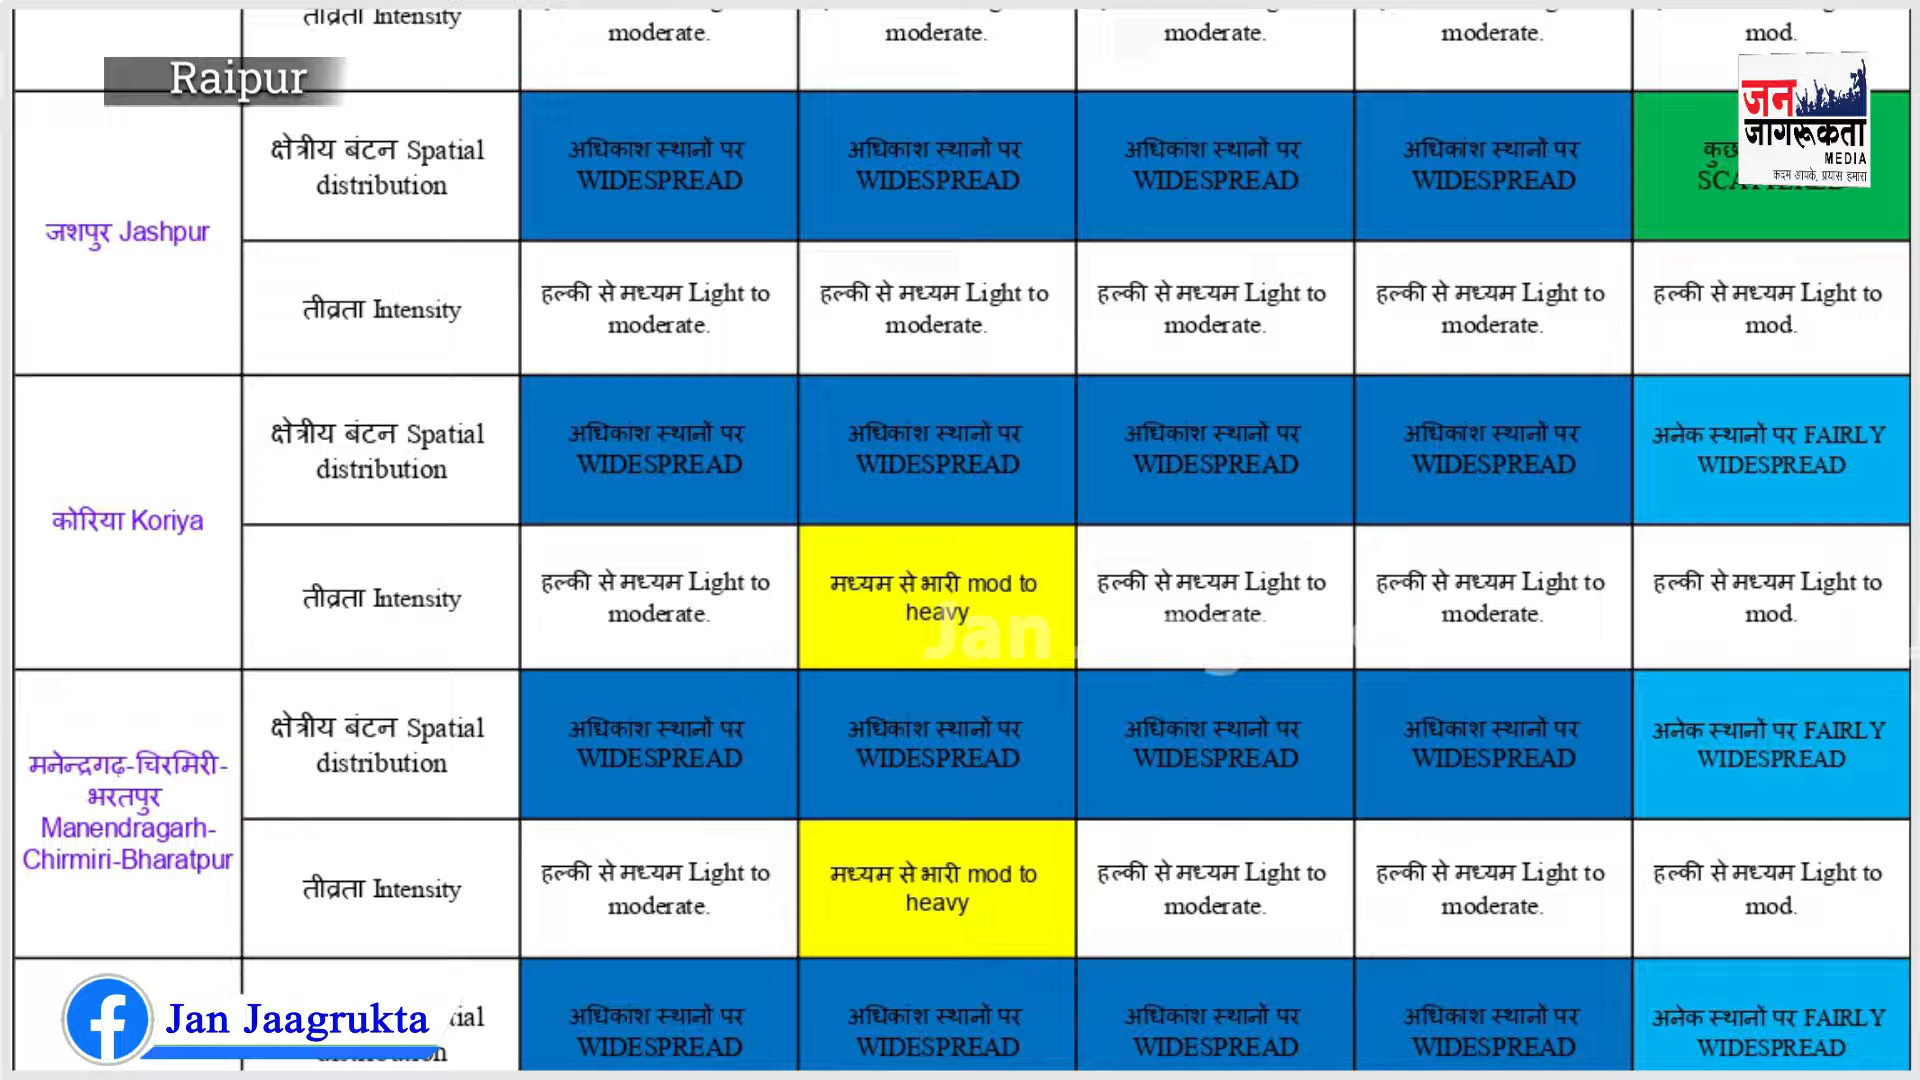 तीव्रता Intensity
moderate.
moderate.
moderate.
moderate.
mod.
Raipur
जन
जागरूकता
MEDIA
कदम आपके, प्रयास हमारा
जशपुर Jashpur
क्षेत्रीय बंटन Spatial
distribution
अधिकांश स्थानों पर
WIDESPREAD
अधिकांश स्थानों पर
WIDESPREAD
अधिकांश स्थानों पर
WIDESPREAD
अधिकांश स्थानों पर
WIDESPREAD
तीव्रता Intensity
हल्की से मध्यम Light to
moderate.
हल्की से मध्यम Light to
moderate.
हल्की से मध्यम Light to
moderate.
हल्की से मध्यम Light to
moderate.
हल्की से मध्यम Light to
mod.
कोरिया Koriya
क्षेत्रीय बंटन Spatial
distribution
अधिकांश स्थानों पर
WIDESPREAD
अधिकांश स्थानों पर
WIDESPREAD
अधिकांश स्थानों पर
WIDESPREAD
अधिकांश स्थानों पर
WIDESPREAD
अनेक स्थानों पर FAIRLY
WIDESPREAD
तीव्रता Intensity
हल्की से मध्यम Light to
moderate.
मध्यम से भारी mod to
heavy
हल्की से मध्यम Light to
moderate.
हल्की से मध्यम Light to
moderate.
हल्की से मध्यम Light to
mod.
Jan
मनेन्द्रगढ़-चिरमिरी-
भरतपुर
Manendragarh-
Chirmiri-Bharatpur
क्षेत्रीय बंटन Spatial
distribution
अधिकांश स्थानों पर
WIDESPREAD
अधिकांश स्थानों पर
WIDESPREAD
अधिकांश स्थानों पर
WIDESPREAD
अधिकांश स्थानों पर
WIDESPREAD
अनेक स्थानों पर FAIRLY
WIDESPREAD
तीव्रता Intensity
हल्की से मध्यम Light to
moderate.
मध्यम से भारी mod to
heavy
हल्की से मध्यम Light to
moderate.
हल्की से मध्यम Light to
moderate.
हल्की से मध्यम Light to
mod.
Jan Jaagrukta
अधिकांश स्थानों पर
WIDESPREAD
अधिकांश स्थानों पर
WIDESPREAD
अधिकांश स्थानों पर
WIDESPREAD
अधिकांश स्थानों पर
WIDESPREAD
अनेक स्थानों पर FAIRLY
WIDESPREAD